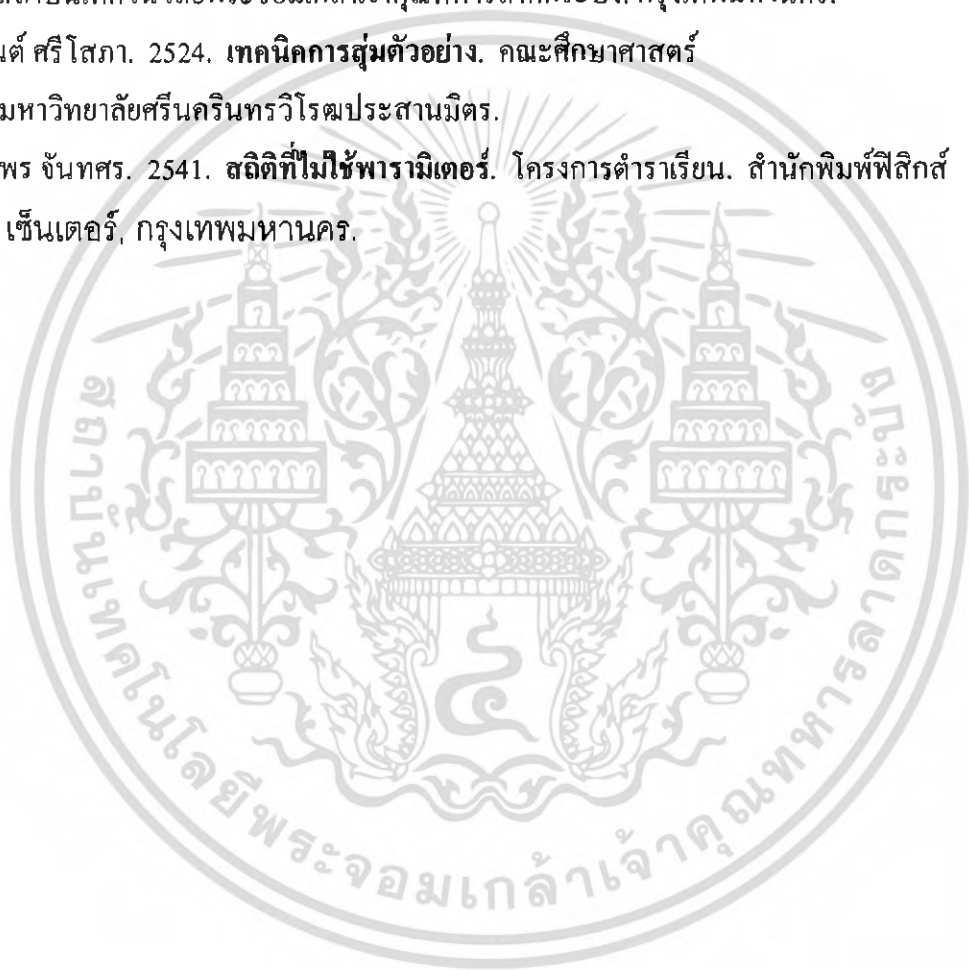 นต์ ศรีโสภา. 2524. เทคนิคการสุ่มตัวอย่าง. คณะศึกษาศาสตร์
มหาวิทยาลัยศรีนครินทรวิโรฒประสานมิตร.
พร จันทศร. 2541. สถิติที่ไม่ใช้พารามิเตอร์. โครงการตำราเรียน. สำนักพิมพ์ฟิสิกส์
เซ็นเตอร์, กรุงเทพมหานคร.
สถาบันเทคโนโลยีพระจอมเกล้าเจ้าคุณทหารลาดกระบัง
๔